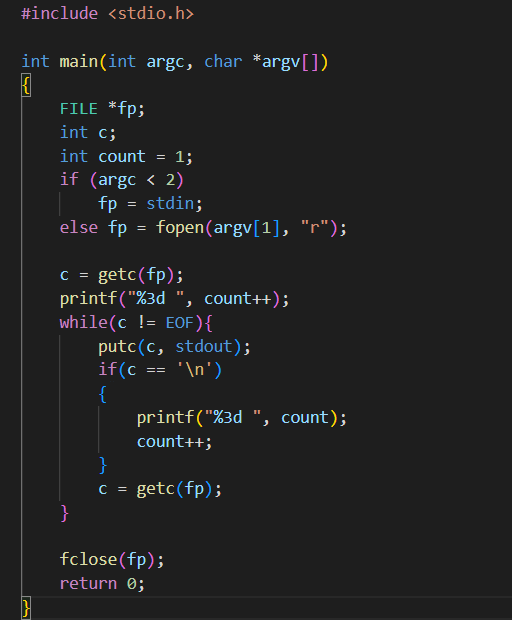 #include <stdio.h>

int main(int argc, char *argv[])
{
    FILE *fp;
    int c;
    int count = 1;
    if (argc < 2)
        fp = stdin;
    else fp = fopen(argv[1], "r");

    c = getc(fp);
    printf("%3d ", count++);
    while(c != EOF){
        putc(c, stdout);
        if(c == '\n')
        {
            printf("%3d ", count);
            count++;
        }
        c = getc(fp);
    }

    fclose(fp);
    return 0;
}